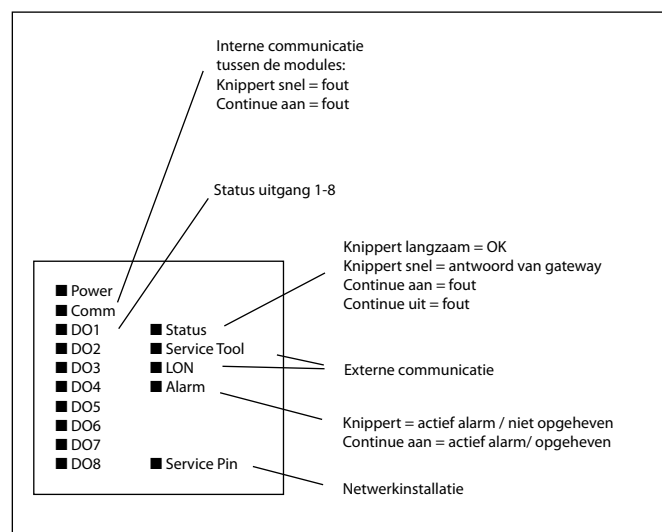 Interne communicatie
tussen de modules:
Knippert snel = fout
Continue aan = fout
Status uitgang 1-8
Knippert langzaam = OK
Knippert snel = antwoord van gateway
Continue aan = fout
Continue uit = fout
Power
Comm
DO1
DO2
DO3
DO4
DO5
DO6
DO7
DO8
Status
Service Tool
LON
Alarm
Service Pin
Externe communicatie
Knippert = actief alarm / niet opgeheven
Continue aan = actief alarm/ opgeheven
Netwerkinstallatie